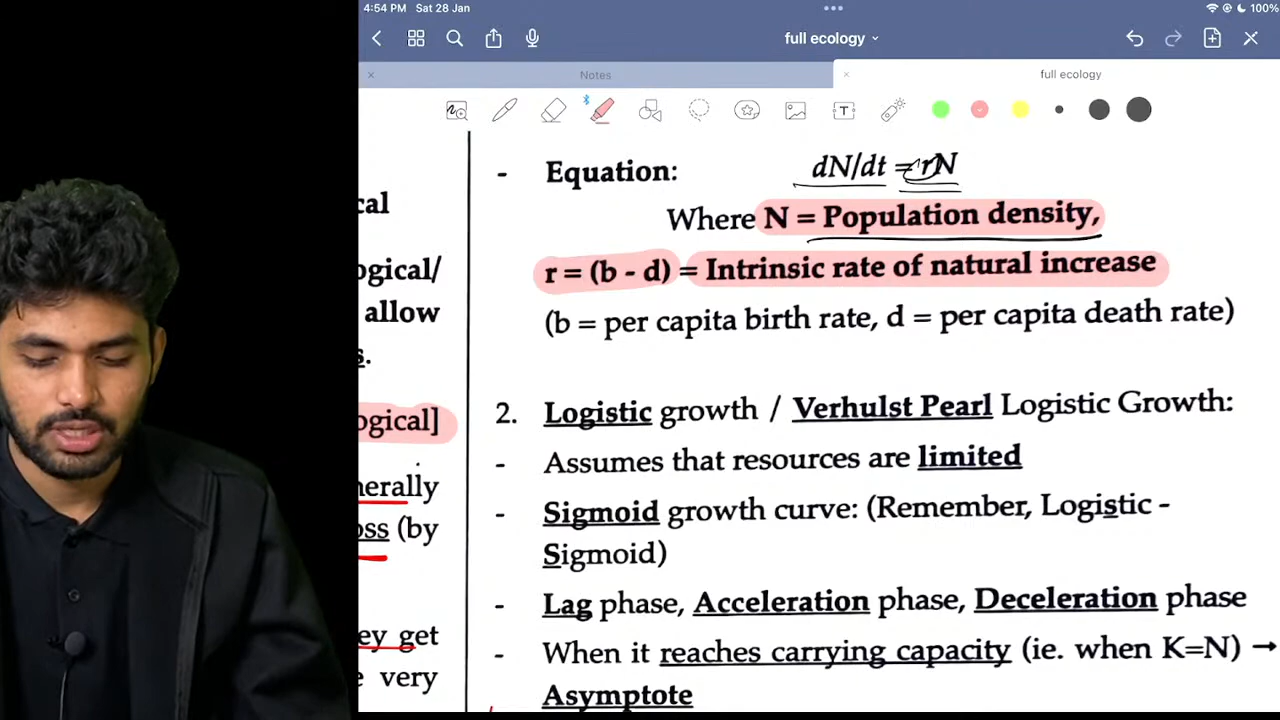 4:54 PM Sat 28 Jan
100%
full ecology
Notes
full ecology
T
cal
ogical/
allow
s.
ogical]
nerally
oss (by
ey get
e very
- Equation: dN/dt = rN
Where N = Population density,
r = (b - d) = Intrinsic rate of natural increase
(b = per capita birth rate, d = per capita death rate)
2. Logistic growth / Verhulst Pearl Logistic Growth:
- Assumes that resources are limited
- Sigmoid growth curve: (Remember, Logistic -
Sigmoid)
- Lag phase, Acceleration phase, Deceleration phase
- When it reaches carrying capacity (ie. when K=N) →
Asymptote